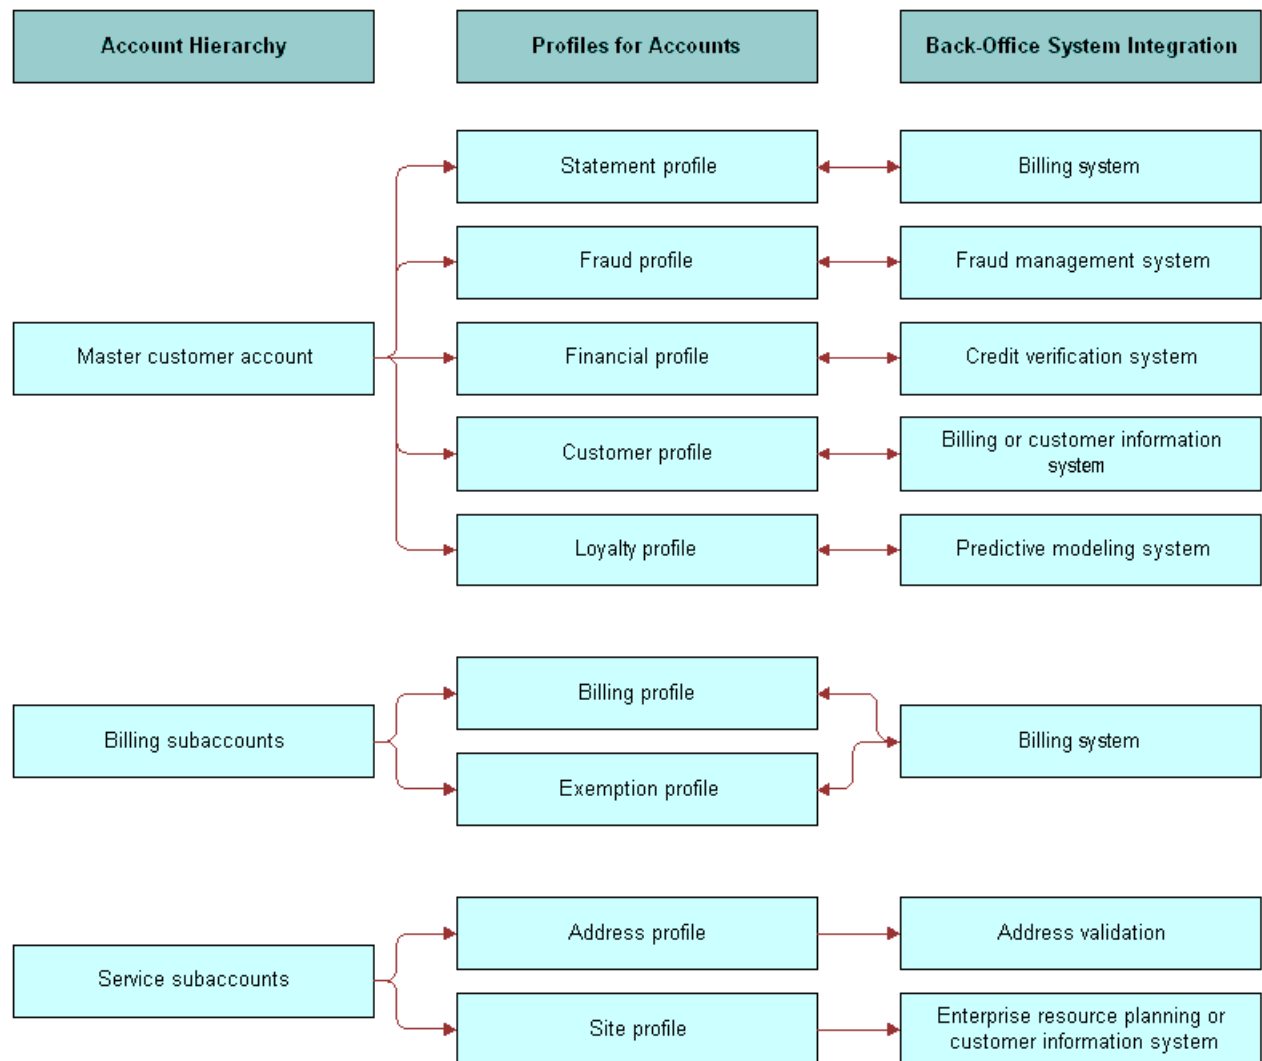 Account Hierarchy
Profiles for Accounts
Back-Office System Integration
Statement profile
Billing system
Fraud profile
Fraud management system
Master customer account
Financial profile
Credit verification system
Customer profile
Billing or customer information
system
Loyalty profile
Predictive modeling system
Billing subaccounts
Billing profile
Exemption profile
Billing system
Service subaccounts
Address profile
Address validation
Site profile
Enterprise resource planning or
customer information system